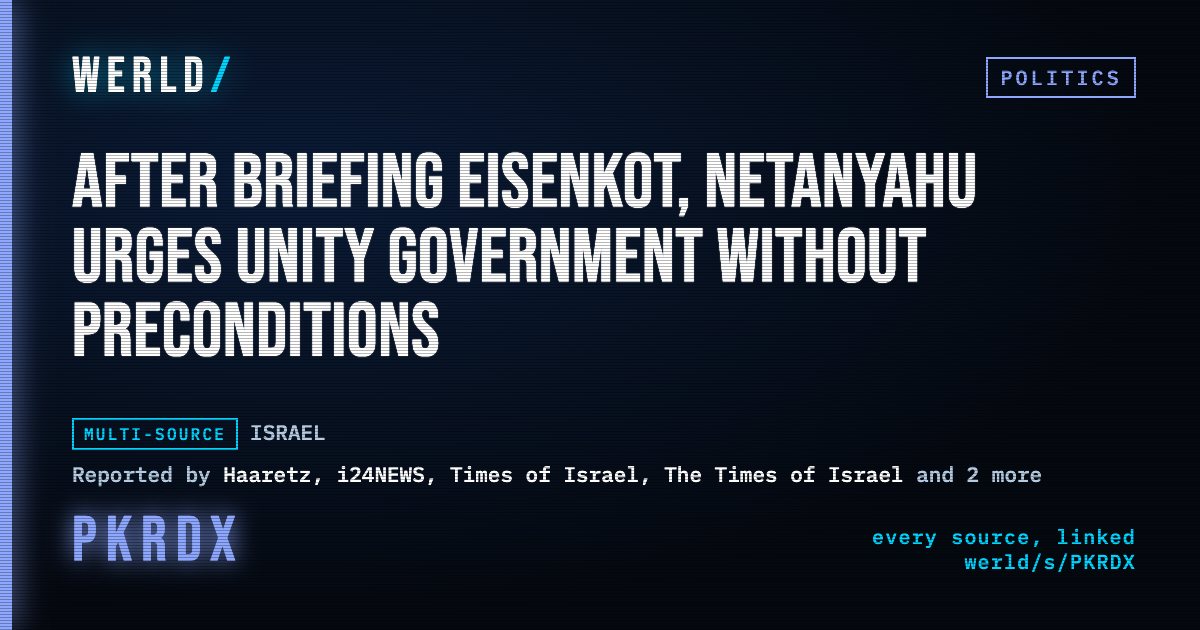 WERLD/
POLITICS
AFTER BRIEFING EISENKOT, NETANYAHU
URGES UNITY GOVERNMENT WITHOUT
PRECONDITIONS
MULTI-SOURCE ISRAEL
Reported by Haaretz, i24NEWS, Times of Israel, The Times of Israel and 2 more
PKRDX
every source, linked
werld/s/PKRDX